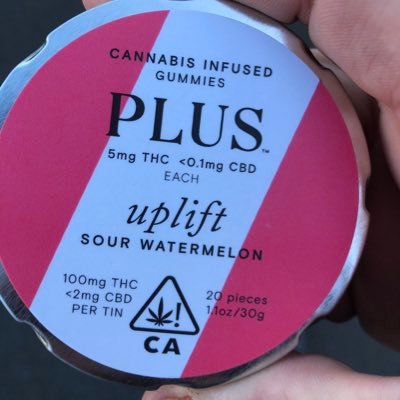 CANNABIS INFUSED
GUMMIES
PLUS™
5mg THC <0.1mg CBD
EACH
uplift
SOUR WATERMELON
100mg THC
<2mg CBD
PER TIN
!
CA
20 pieces
1.1oz/30g